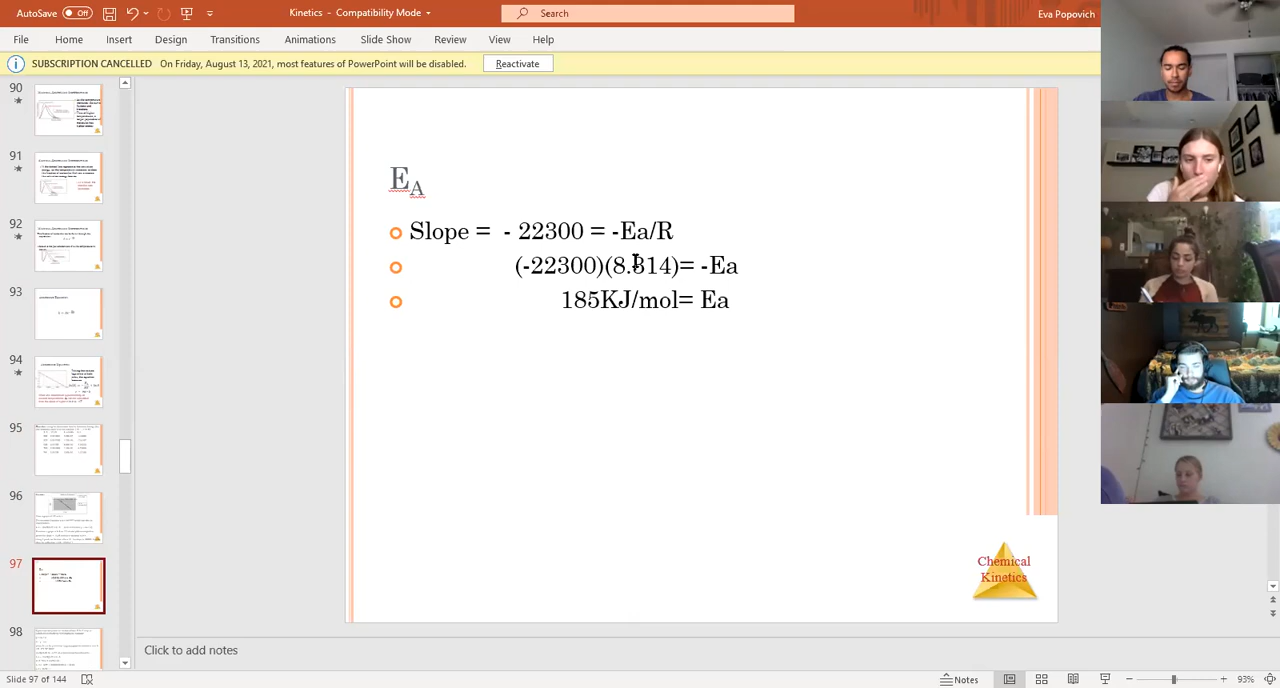 AutoSave Off Kinetics - Compatibility Mode Search Eva Popovich
File Home Insert Design Transitions Animations Slide Show Review View Help
SUBSCRIPTION CANCELLED On Friday, August 13, 2021, most features of PowerPoint will be disabled. Reactivate
90
91
92
93
94
95
96
97
98
EA
Slope = - 22300 = -Ea/R
(-22300)(8.314)= -Ea
185KJ/mol= Ea
Chemical
Kinetics
Click to add notes
Slide 97 of 144 Notes 93%